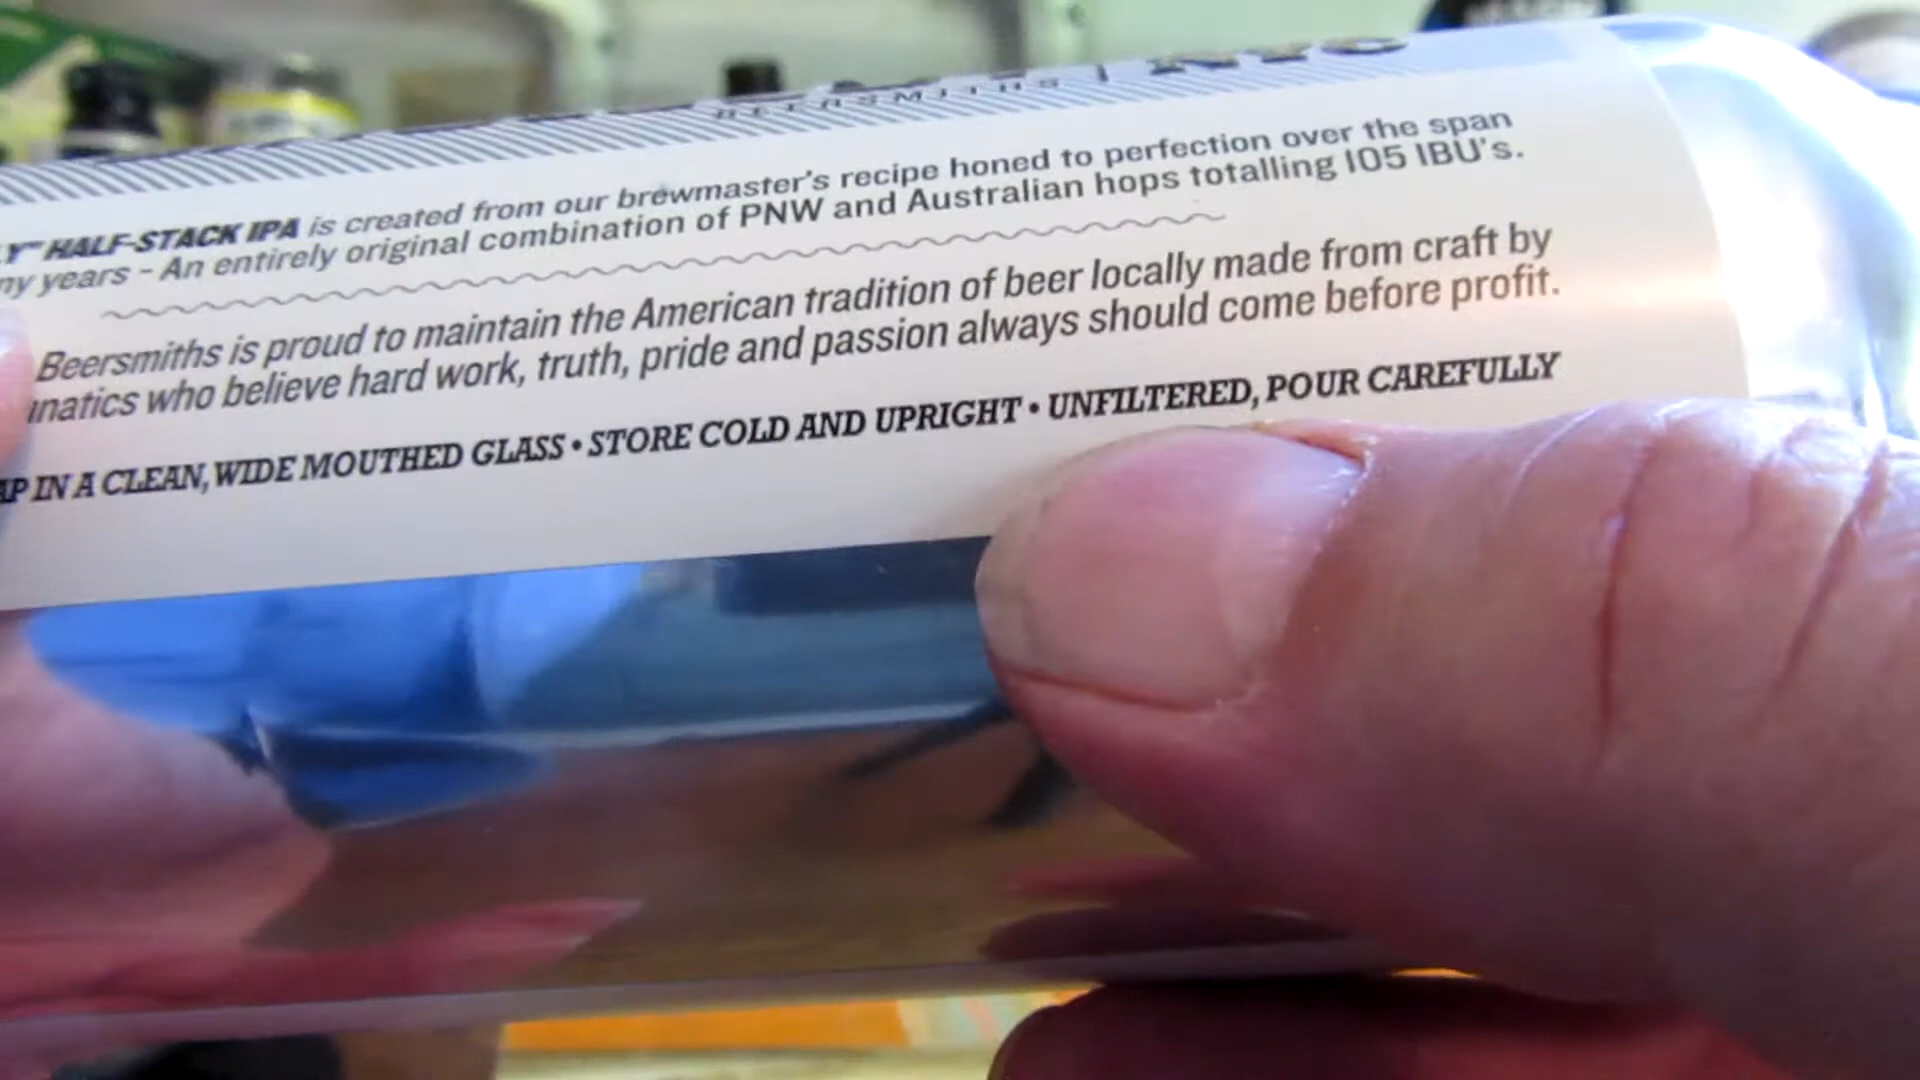 BEERSMITHS | NYC
HALF-STACK IPA is created from our brewmaster's recipe honed to perfection over the span
years - An entirely original combination of PNW and Australian hops totalling 105 IBU's.
Beersmiths is proud to maintain the American tradition of beer locally made from craft by
who believe hard work, truth, pride and passion always should come before profit.
IN A CLEAN, WIDE MOUTHED GLASS • STORE COLD AND UPRIGHT • UNFILTERED, POUR CAREFULLY